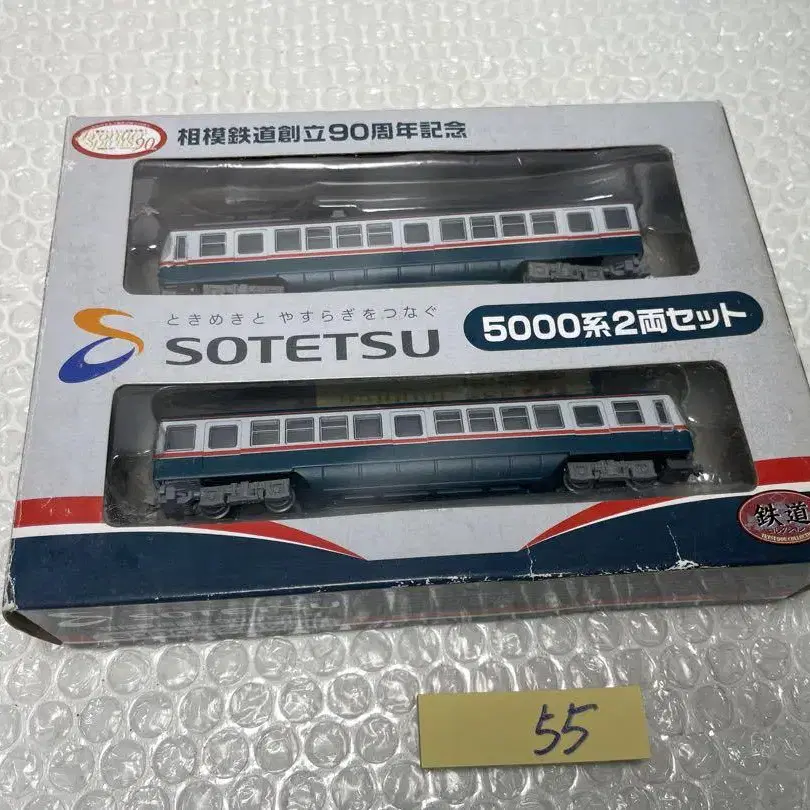 相模鉄道創立90周年記念
ときめきと やすらぎをつなぐ
SOTETSU
5000系2両セット
鉄道
55